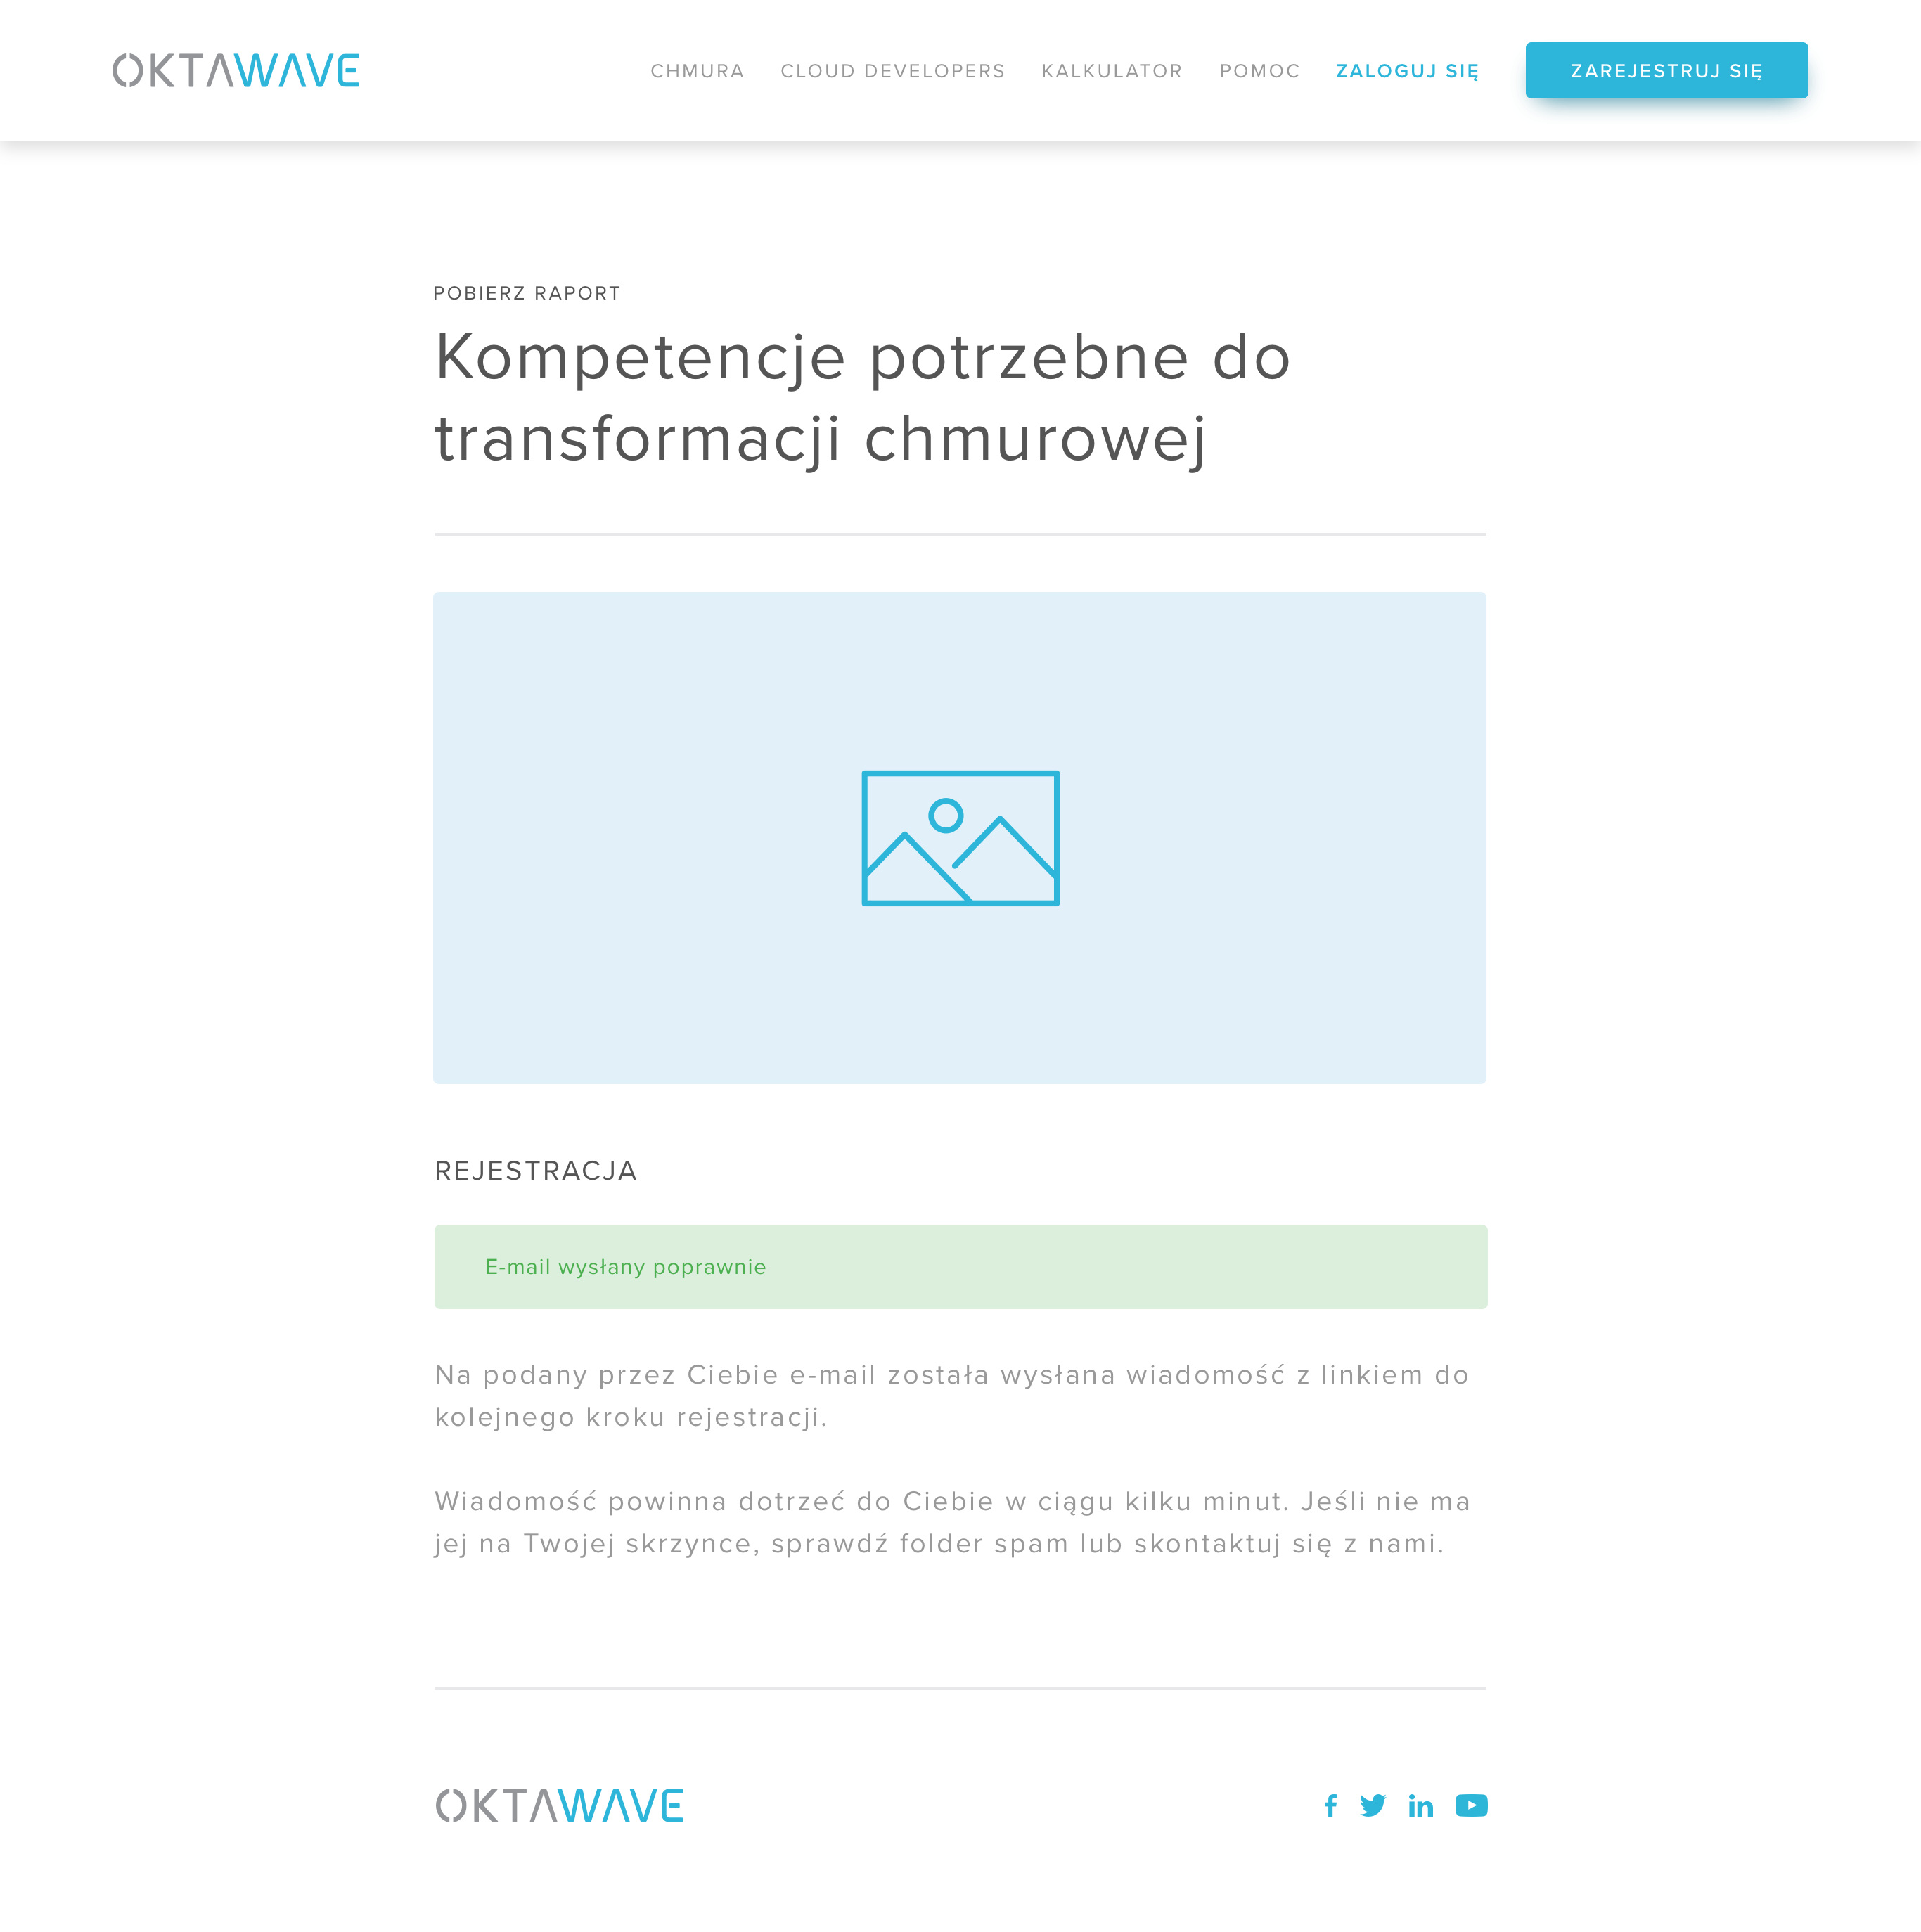 OKTAWAVE
CHMURA
CLOUD DEVELOPERS
KALKULATOR
POMOC
ZALOGUJ SIĘ
ZAREJESTRUJ SIĘ
POBIERZ RAPORT
Kompetencje potrzebne do
transformacji chmurowej
REJESTRACJA
E-mail wysłany poprawnie
Na podany przez Ciebie e-mail została wysłana wiadomość z linkiem do
kolejnego kroku rejestracji.
Wiadomość powinna dotrzeć do Ciebie w ciągu kilku minut. Jeśli nie ma
jej na Twojej skrzynce, sprawdź folder spam lub skontaktuj się z nami.
OKTAWAVE